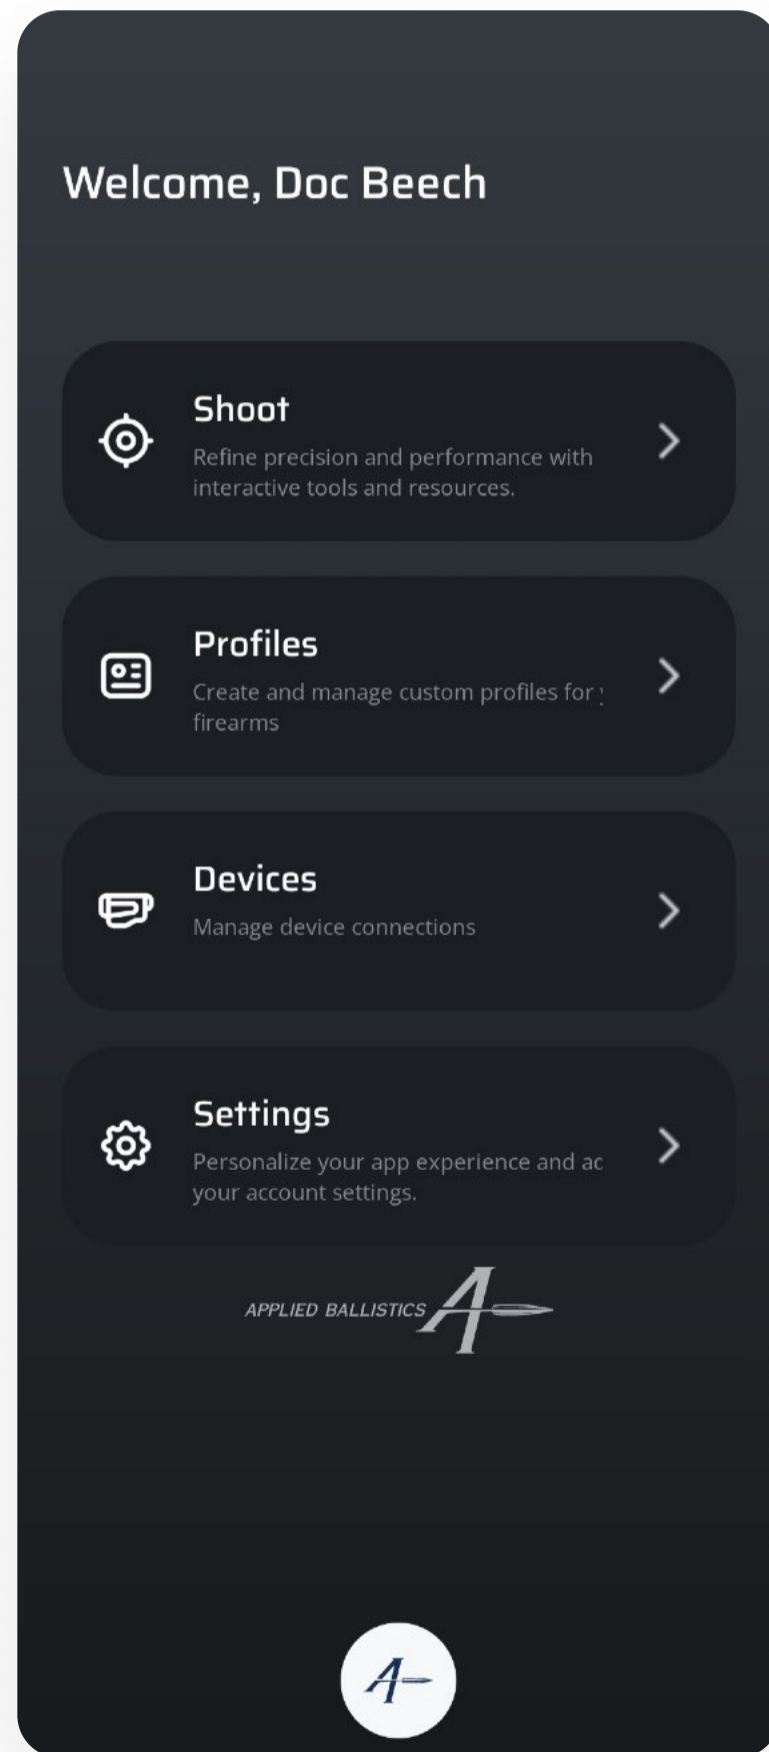 Welcome, Doc Beech
Shoot
Refine precision and performance with
interactive tools and resources.
Profiles
Create and manage custom profiles for
firearms
Devices
Manage device connections
Settings
Personalize your app experience and
your account settings.
APPLIED BALLISTICS A
A